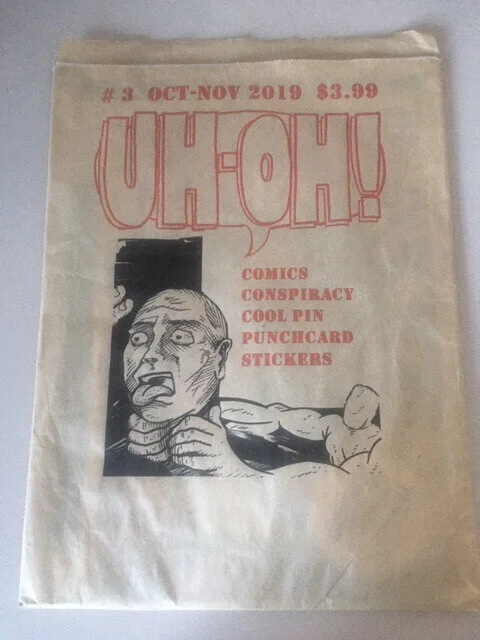 # 3 OCT-NOV 2019 $3.99
UH-OH!
COMICS
CONSPIRACY
COOL PIN
PUNCHCARD
STICKERS